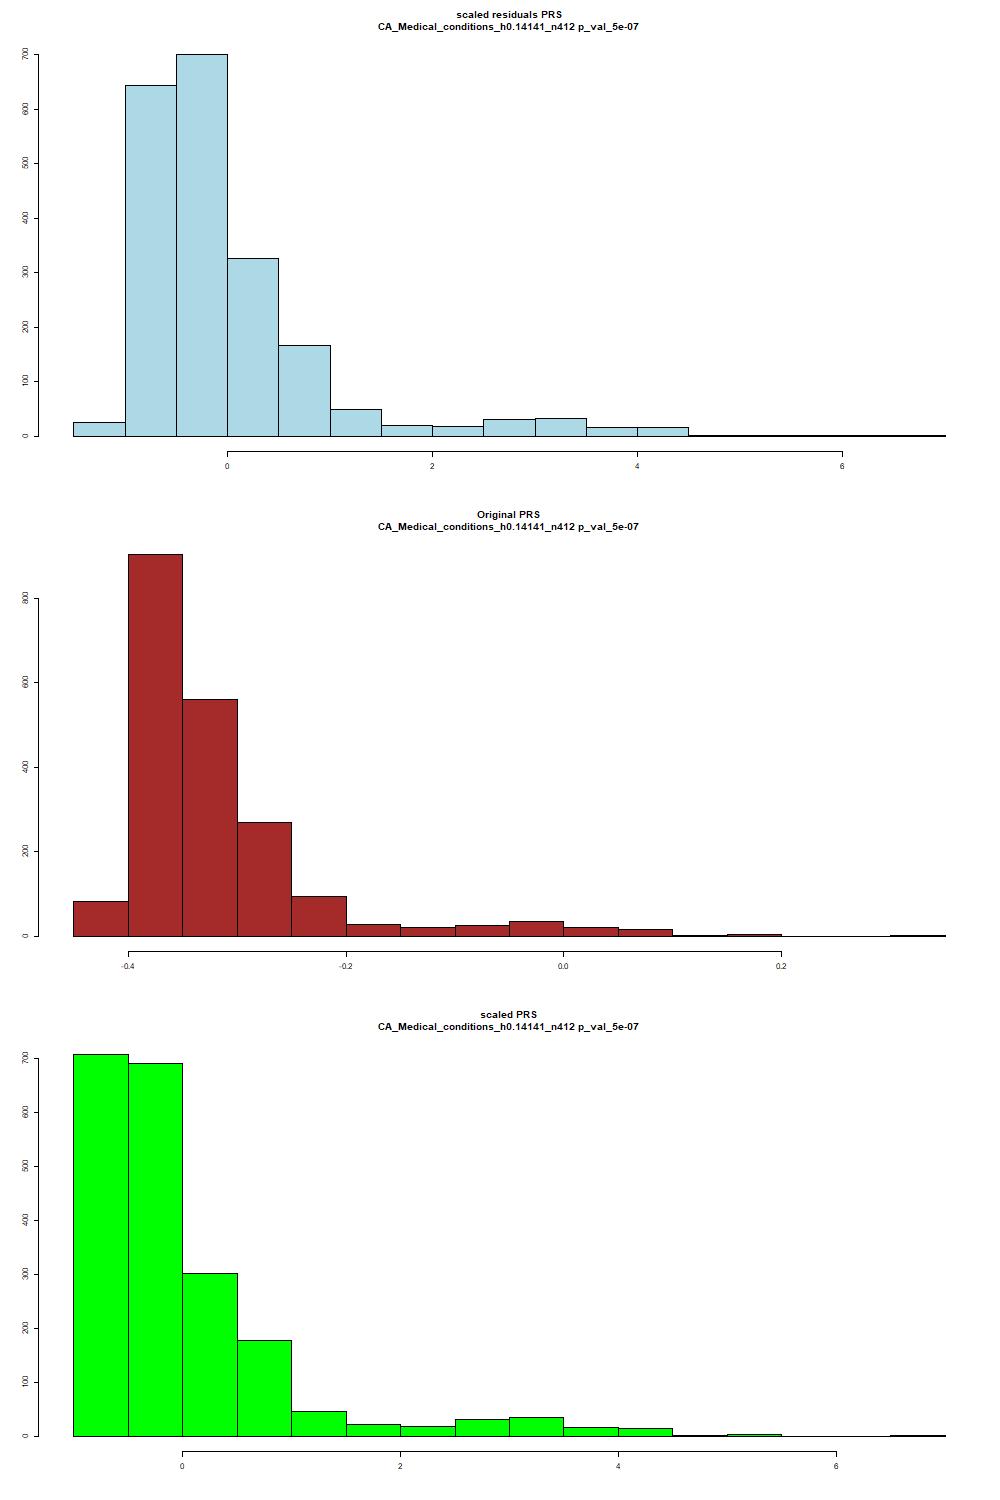 scaled residuals PRS
CA_Medical_conditions_h0.14141_n412 p_val_5e-07
700
600
500
400
300
200
100
0
0 2 4 6
Original PRS
CA_Medical_conditions_h0.14141_n412 p_val_5e-07
800
600
400
200
0
-0.4 -0.2 0.0 0.2
scaled PRS
CA_Medical_conditions_h0.14141_n412 p_val_5e-07
700
600
500
400
300
200
100
0
0 2 4 6